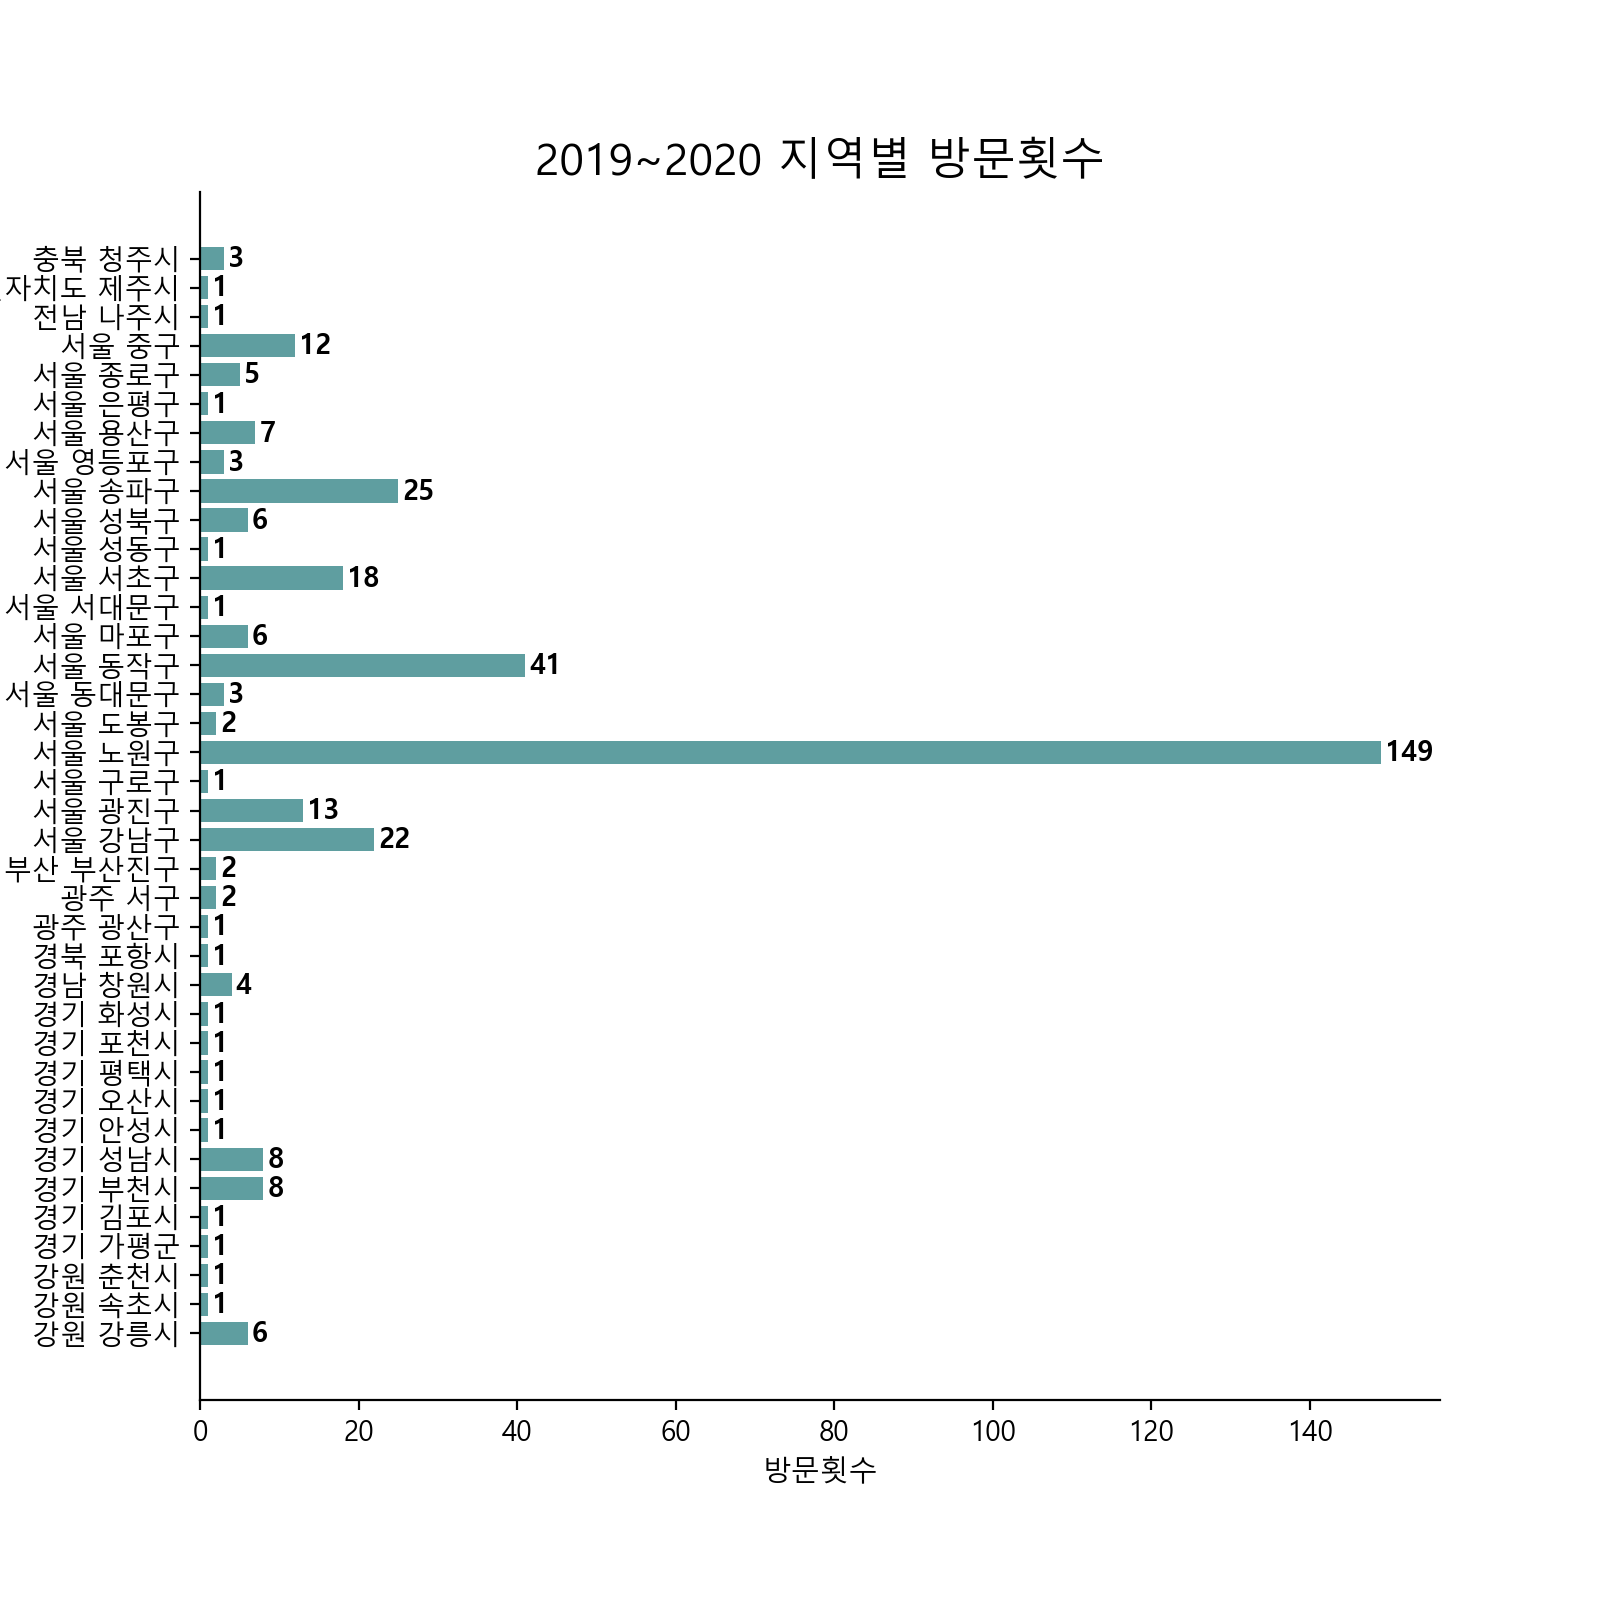 2019~2020 지역별 방문횟수
충북 청주시 3
자치도 제주시 1
전남 나주시 1
서울 중구 12
서울 종로구 5
서울 은평구 1
서울 용산구 7
서울 영등포구 3
서울 송파구 25
서울 성북구 6
서울 성동구 1
서울 서초구 18
서울 서대문구 1
서울 마포구 6
서울 동작구 41
서울 동대문구 3
서울 도봉구 2
서울 노원구 149
서울 구로구 1
서울 광진구 13
서울 강남구 22
부산 부산진구 2
광주 서구 2
광주 광산구 1
경북 포항시 1
경남 창원시 4
경기 화성시 1
경기 포천시 1
경기 평택시 1
경기 오산시 1
경기 안성시 1
경기 성남시 8
경기 부천시 8
경기 김포시 1
경기 가평군 1
강원 춘천시 1
강원 속초시 1
강원 강릉시 6
0 20 40 60 80 100 120 140
방문횟수